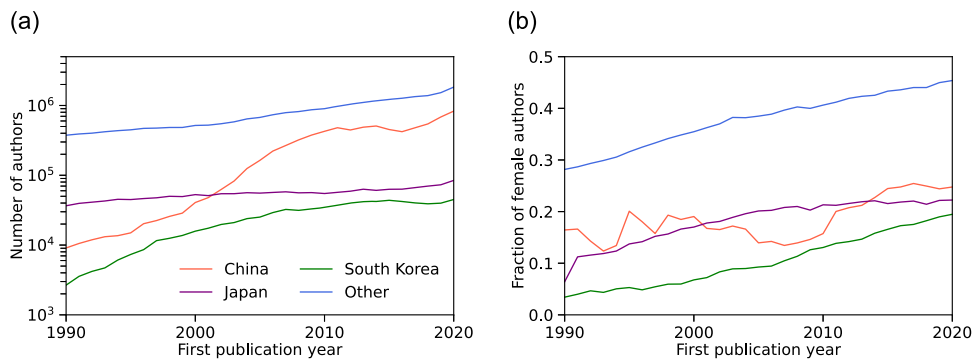 (a)
Number of authors
10^6
10^5
10^4
10^3
China
Japan
South Korea
Other
1990
2000
2010
2020
First publication year
(b)
Fraction of female authors
0.5
0.4
0.3
0.2
0.1
0.0
1990
2000
2010
2020
First publication year